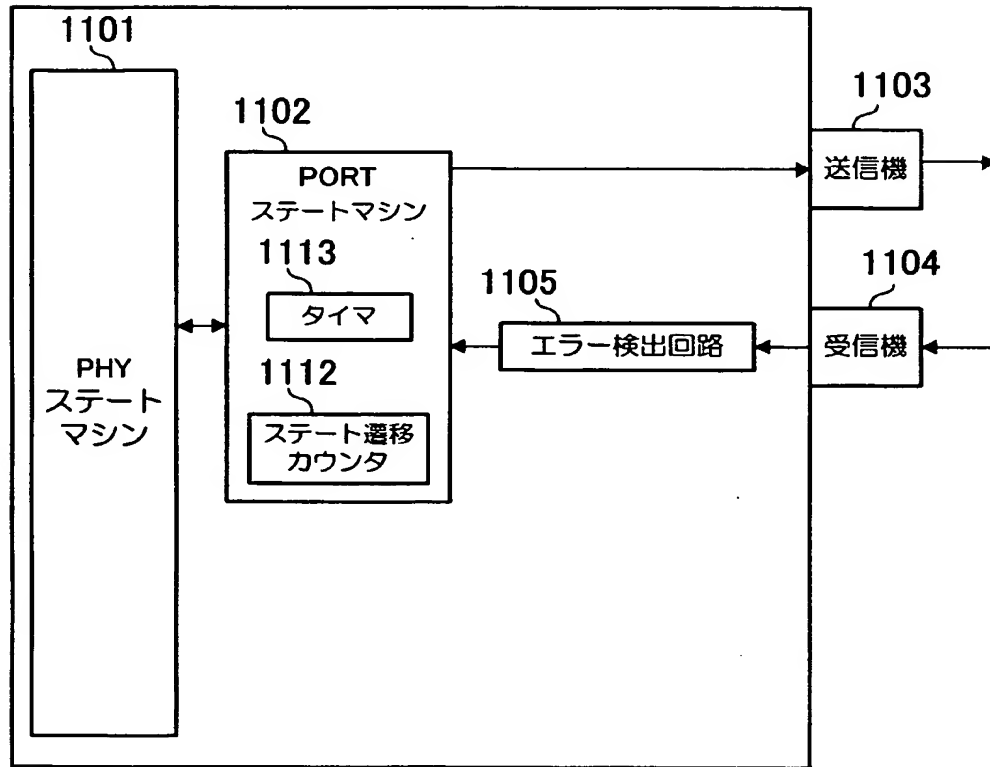 1101
1102
1103
PORT
ステートマシン
送信機
1113
タイマ
1105
1104
エラー検出回路
受信機
PHY
ステート
マシン
1112
ステート遷移
カウンタ